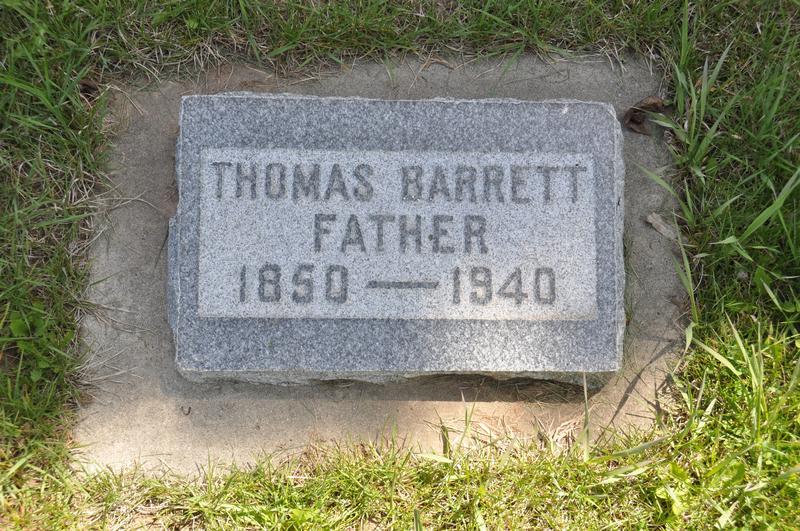 THOMAS BARRETT
FATHER
1850 — 1940